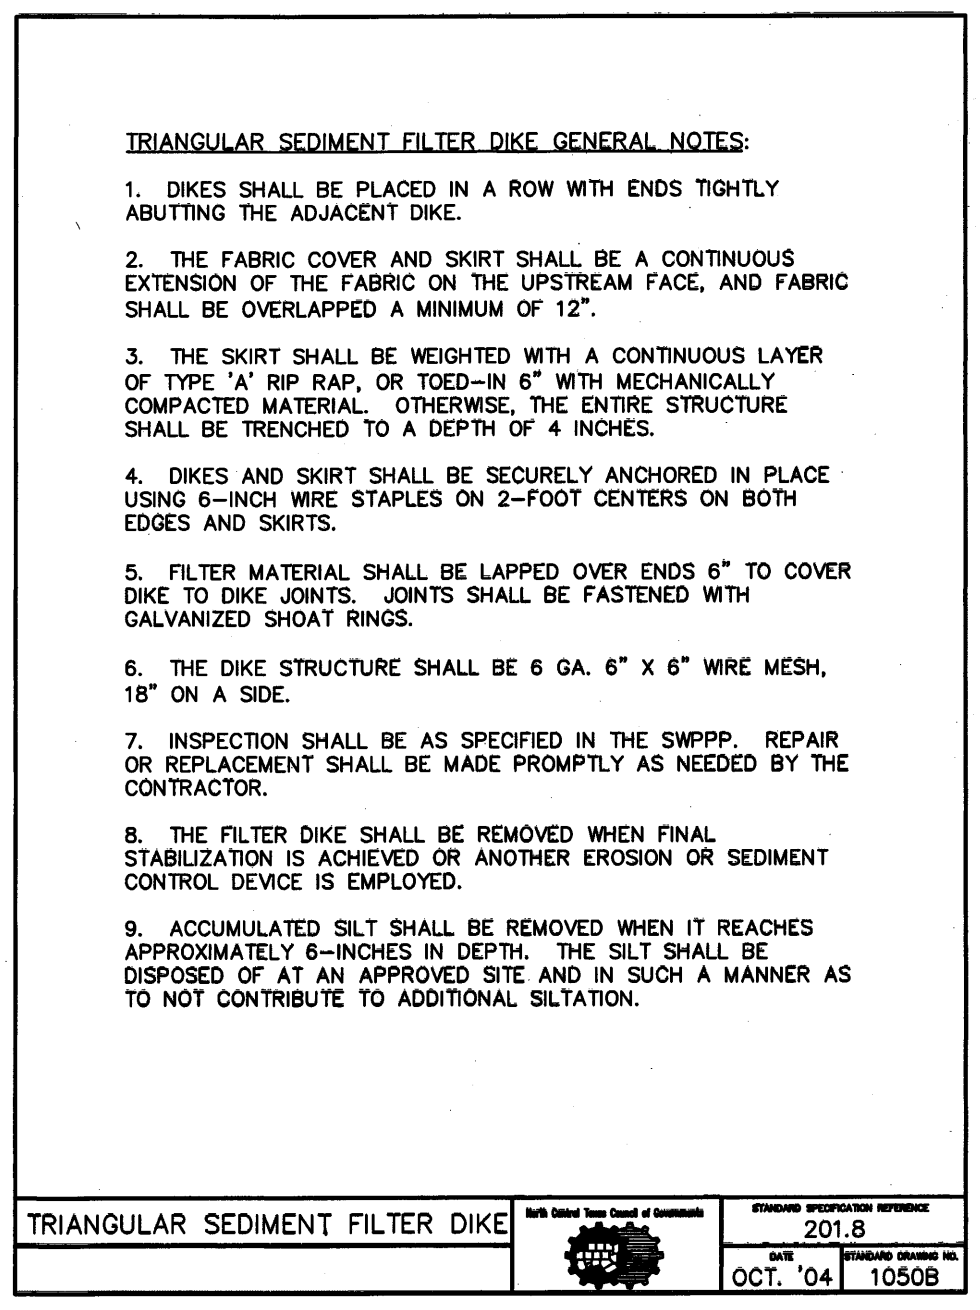 TRIANGULAR SEDIMENT FILTER DIKE GENERAL NOTES:
1. DIKES SHALL BE PLACED IN A ROW WITH ENDS TIGHTLY
ABUTTING THE ADJACENT DIKE.
2. THE FABRIC COVER AND SKIRT SHALL BE A CONTINUOUS
EXTENSION OF THE FABRIC ON THE UPSTREAM FACE, AND FABRIC
SHALL BE OVERLAPPED A MINIMUM OF 12".
3. THE SKIRT SHALL BE WEIGHTED WITH A CONTINUOUS LAYER
OF TYPE 'A' RIP RAP, OR TOED-IN 6" WITH MECHANICALLY
COMPACTED MATERIAL. OTHERWISE, THE ENTIRE STRUCTURE
SHALL BE TRENCHED TO A DEPTH OF 4 INCHES.
4. DIKES AND SKIRT SHALL BE SECURELY ANCHORED IN PLACE
USING 6-INCH WIRE STAPLES ON 2-FOOT CENTERS ON BOTH
EDGES AND SKIRTS.
5. FILTER MATERIAL SHALL BE LAPPED OVER ENDS 6" TO COVER
DIKE TO DIKE JOINTS. JOINTS SHALL BE FASTENED WITH
GALVANIZED SHOAT RINGS.
6. THE DIKE STRUCTURE SHALL BE 6 GA. 6" X 6" WIRE MESH,
18" ON A SIDE.
7. INSPECTION SHALL BE AS SPECIFIED IN THE SWPPP. REPAIR
OR REPLACEMENT SHALL BE MADE PROMPTLY AS NEEDED BY THE
CONTRACTOR.
8. THE FILTER DIKE SHALL BE REMOVED WHEN FINAL
STABILIZATION IS ACHIEVED OR ANOTHER EROSION OR SEDIMENT
CONTROL DEVICE IS EMPLOYED.
9. ACCUMULATED SILT SHALL BE REMOVED WHEN IT REACHES
APPROXIMATELY 6-INCHES IN DEPTH. THE SILT SHALL BE
DISPOSED OF AT AN APPROVED SITE AND IN SUCH A MANNER AS
TO NOT CONTRIBUTE TO ADDITIONAL SILTATION.
TRIANGULAR SEDIMENT FILTER DIKE
North Central Texas Council of Governments
STANDARD SPECIFICATION REFERENCE
201.8
DATE
OCT. '04
STANDARD DRAWING NO.
1050B